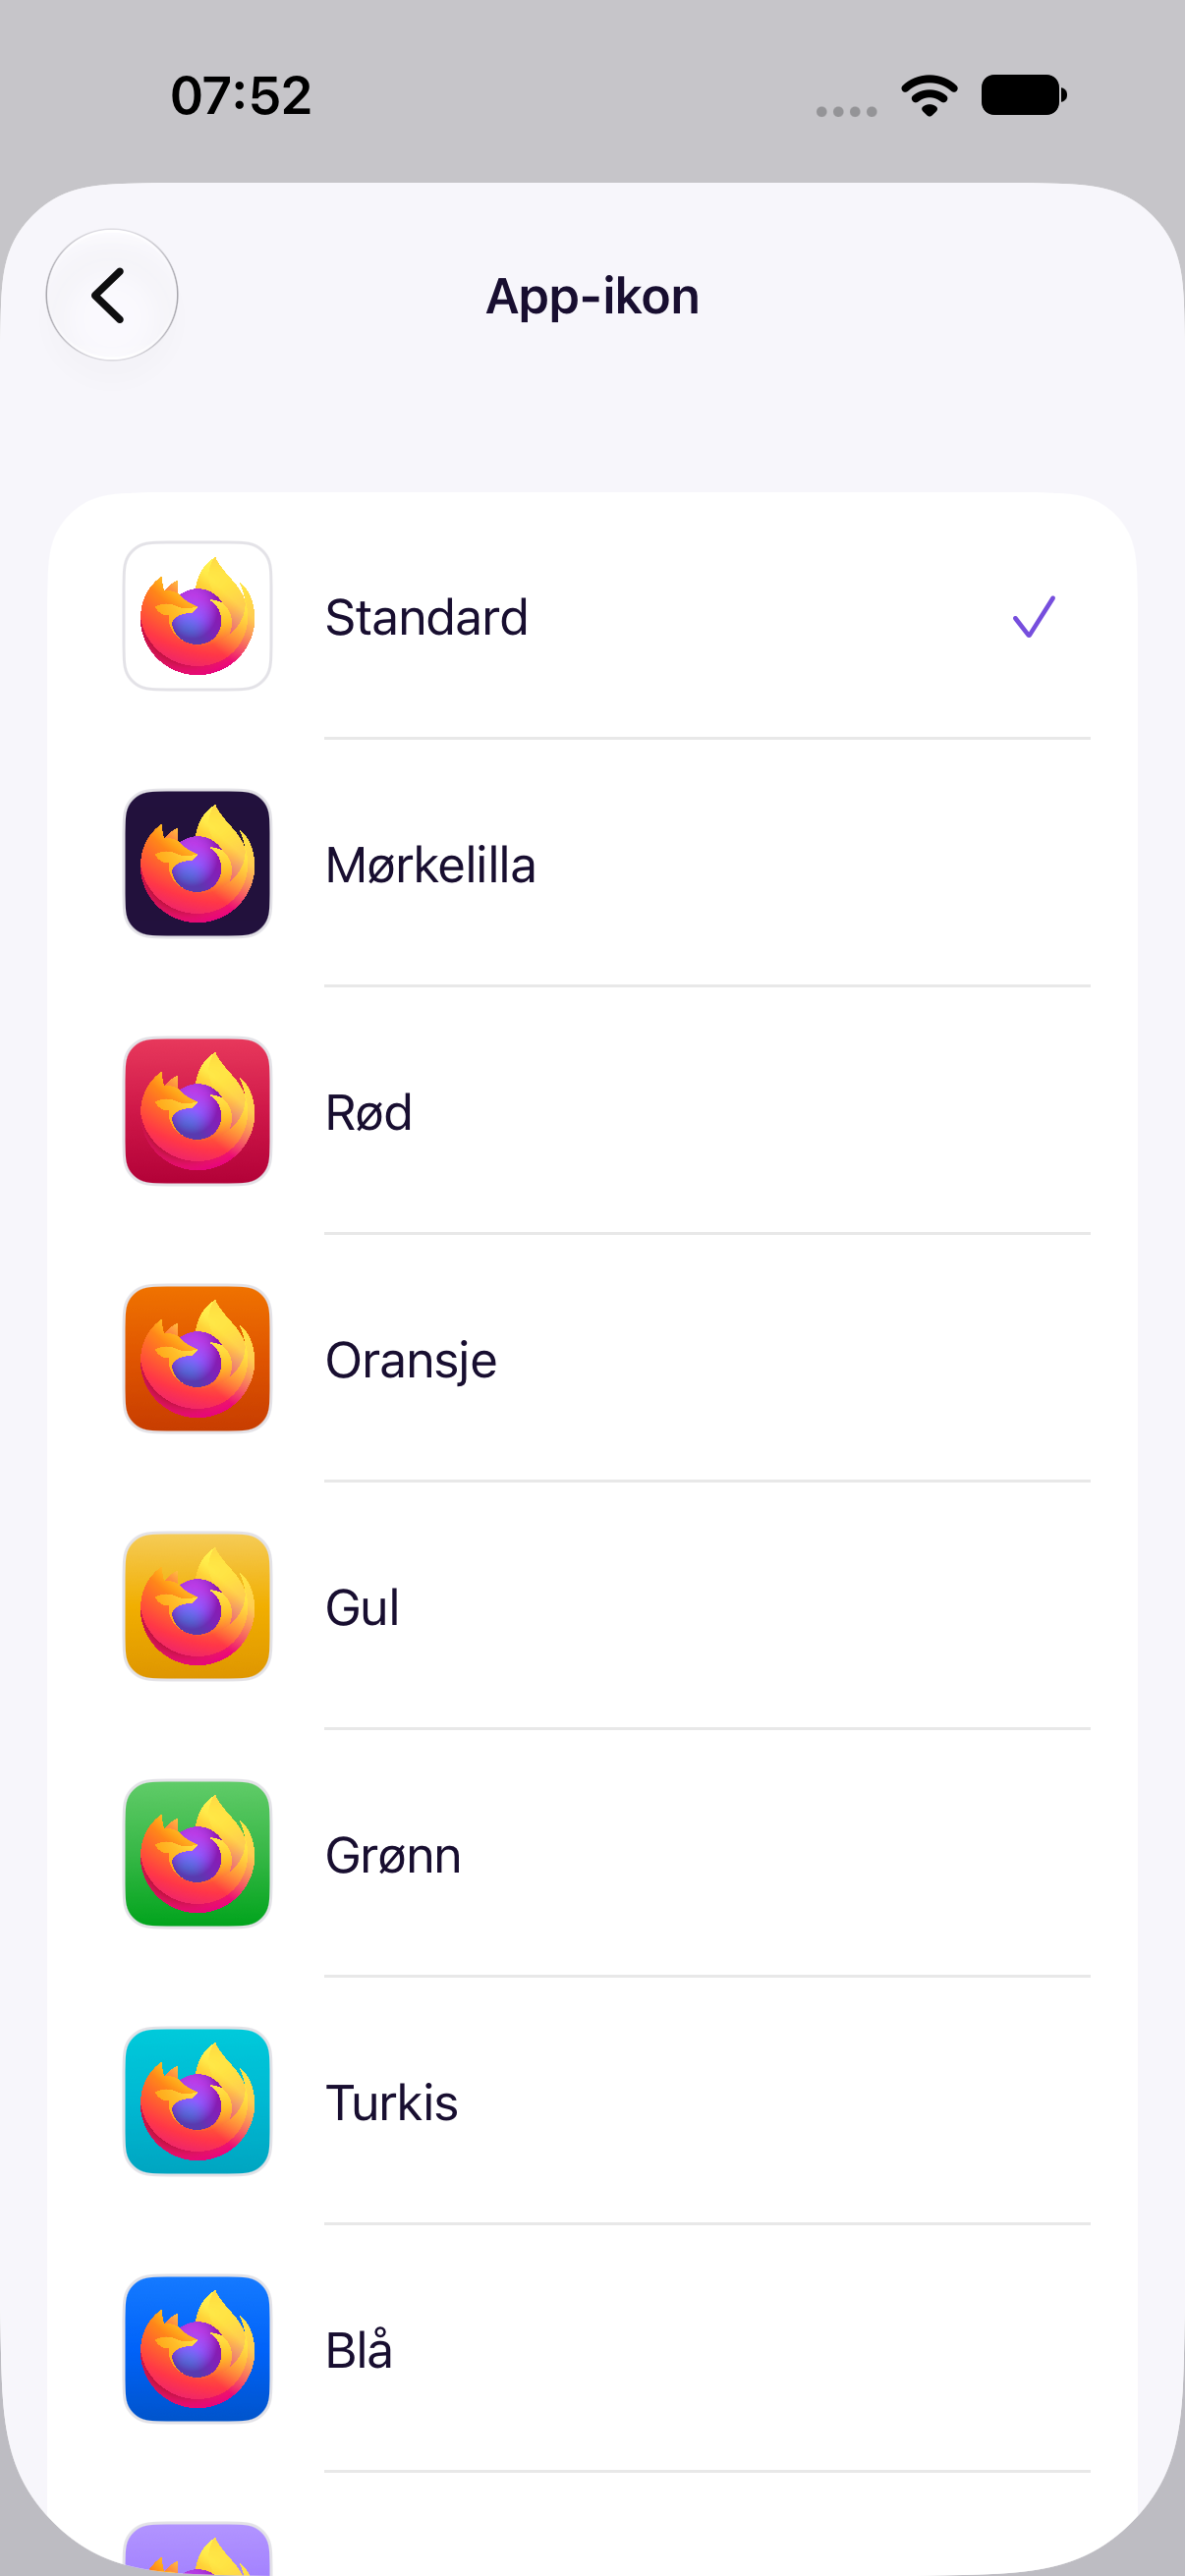 07:52
App-ikon
Standard
Mørkelilla
Rød
Oransje
Gul
Grønn
Turkis
Blå